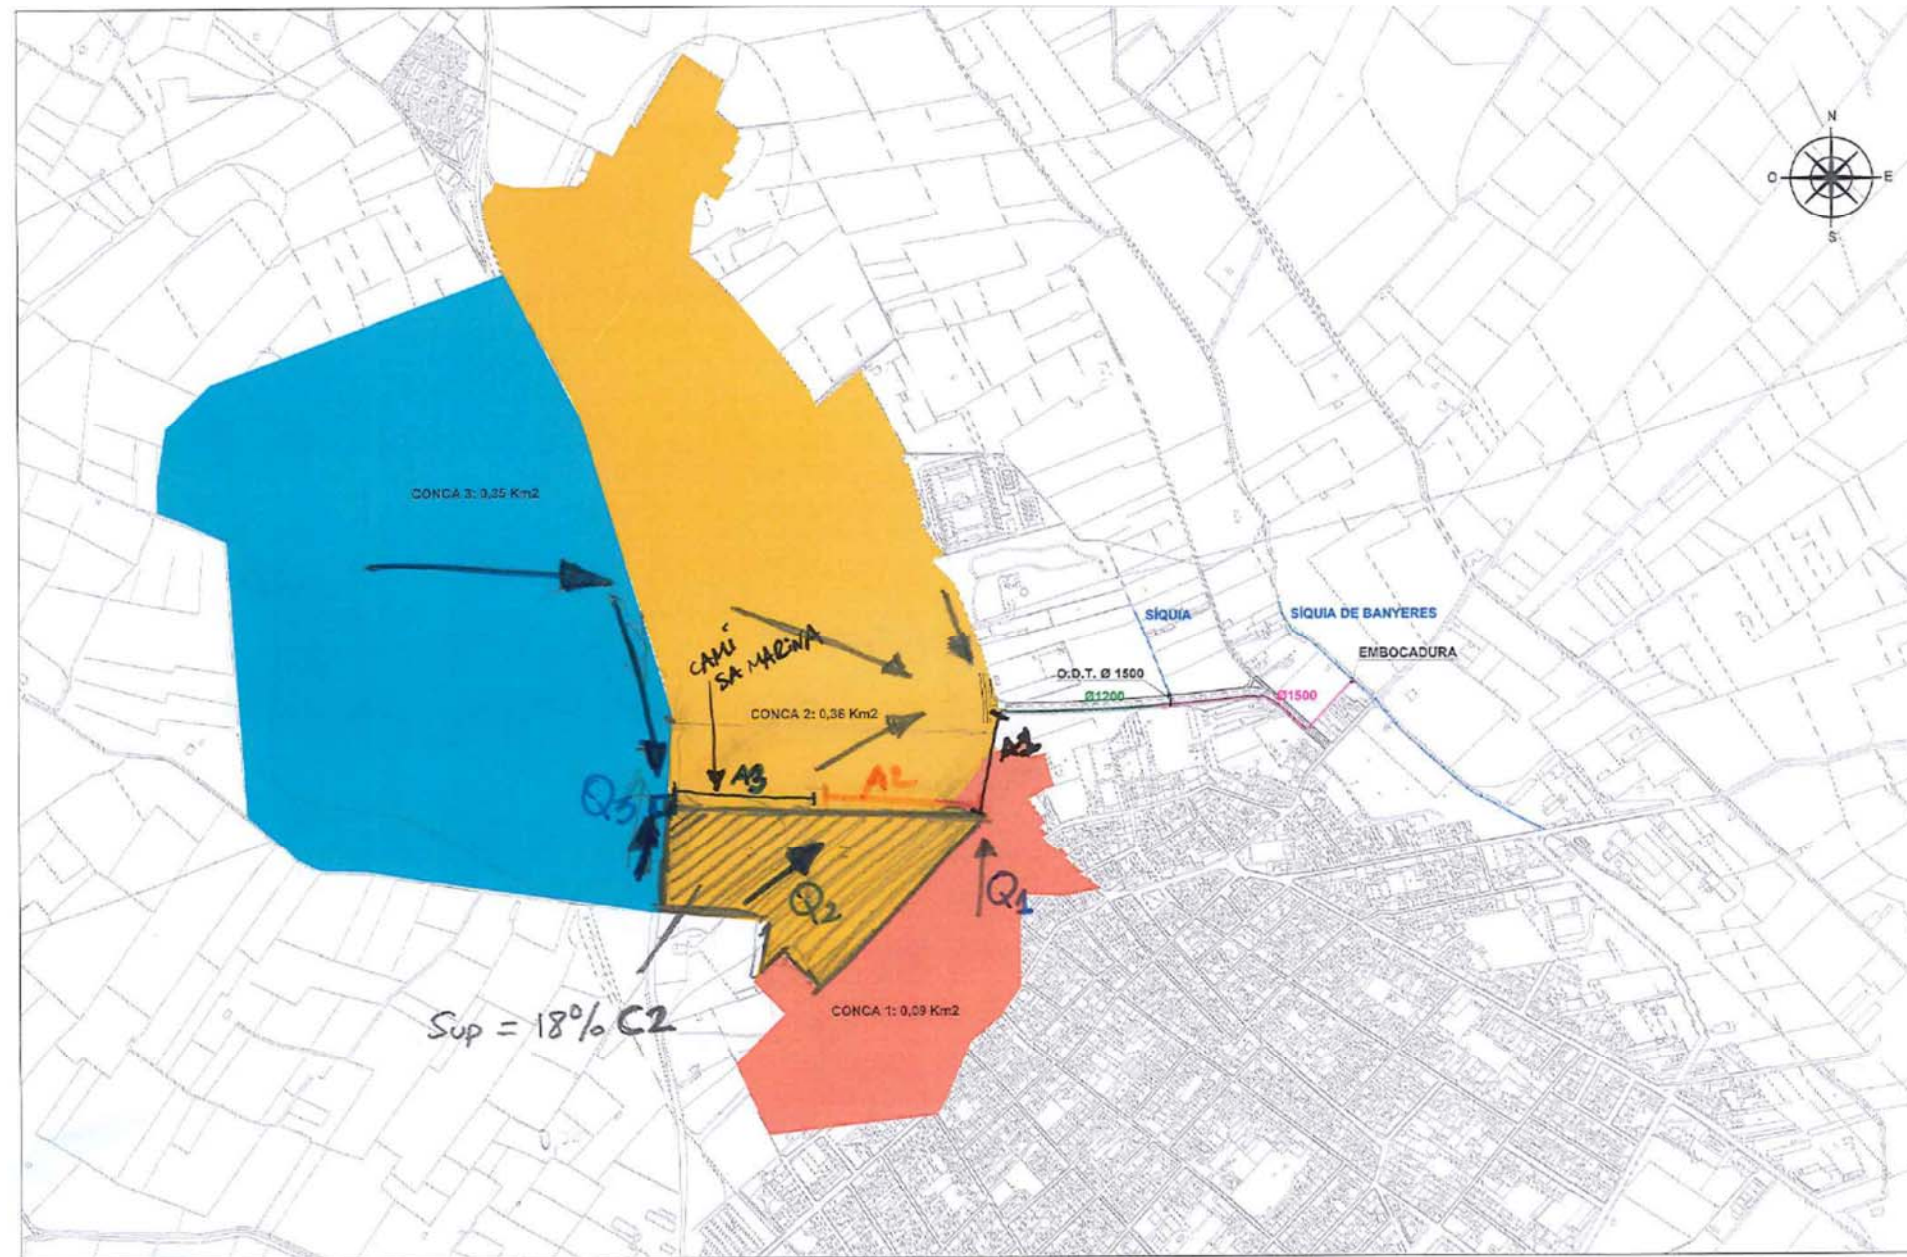 N
O
E
S
CONCA 3: 0,35 Km2
CAMÍ
SA MARINA
SÍQUIA
SÍQUIA DE BANYERES
EMBOCADURA
O.D.T. Ø 1500
Ø1200
Ø1500
CONCA 2: 0,36 Km2
A1
A3
A2
Q3
Q2
Q1
CONCA 1: 0,09 Km2
Sup = 18% C2